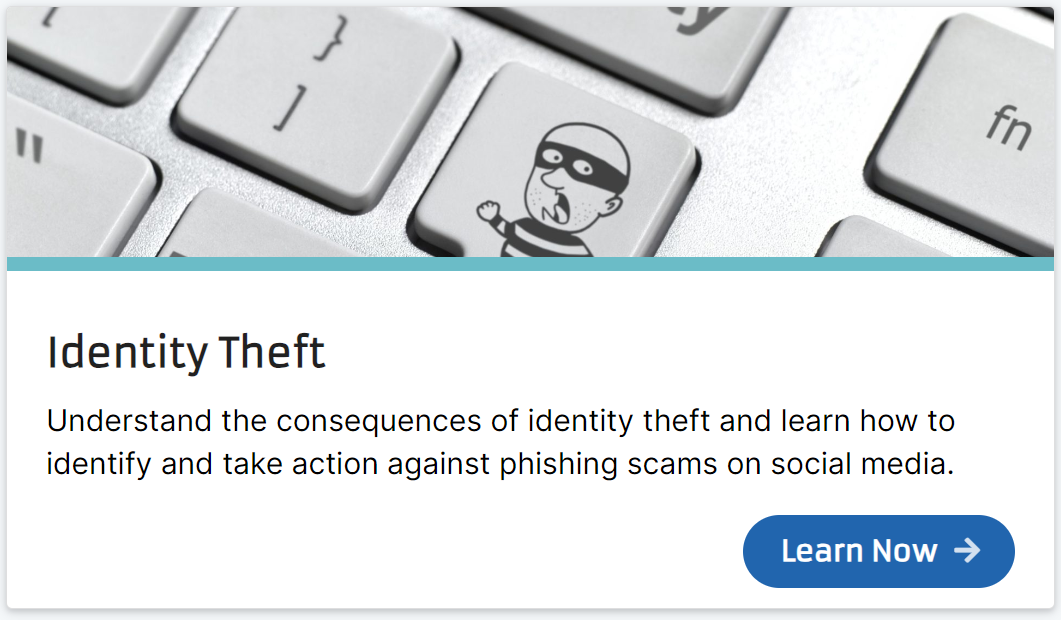 [
}
]
ty
"
fn
Identity Theft
Understand the consequences of identity theft and learn how to
identify and take action against phishing scams on social media.
Learn Now →